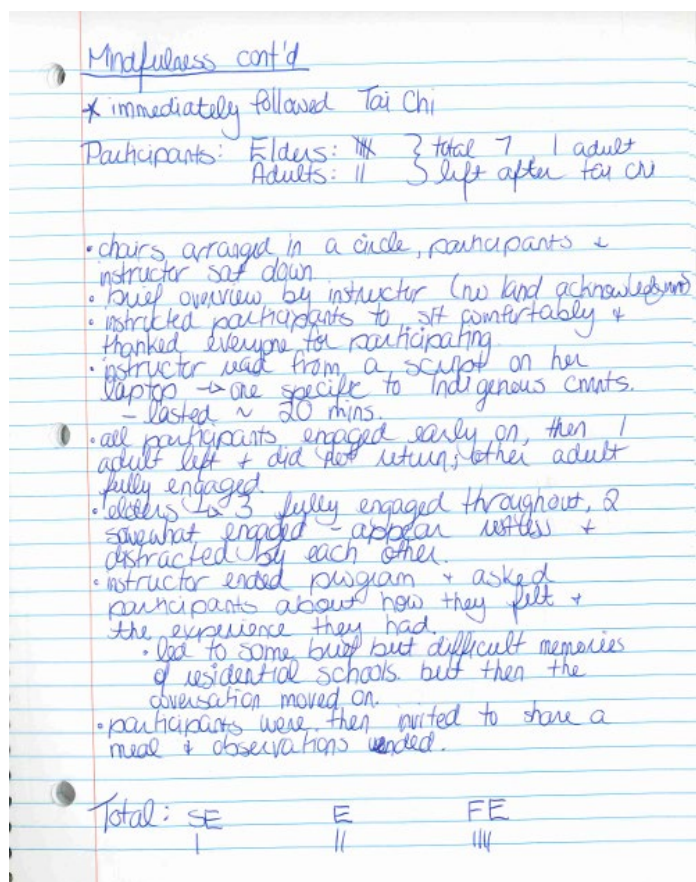 Mindfulness cont'd
* immediately followed Tai Chi
Participants: Elders: |||| } total 7 1 adult
Adults: || } left after tai chi
• chairs arranged in a circle, participants &
instructor sat down
• brief overview by instructor (no land acknowledgment)
• instructed participants to sit comfortably &
thanked everyone for participating
• instructor read from a script on her
laptop → one specific to Indigenous cmnts.
– lasted ~ 20 mins.
• all participants engaged early on, then 1
adult left & did not return; other adult
fully engaged.
• elders → 3 fully engaged throughout, 2
somewhat engaged – appear restless &
distracted by each other.
• instructor ended program & asked
participants about how they felt &
the experience they had.
• led to some brief but difficult memories
of residential schools. but then the
conversation moved on.
• participants were then invited to share a
meal & observations ended.
Total: SE E FE
| || ||||